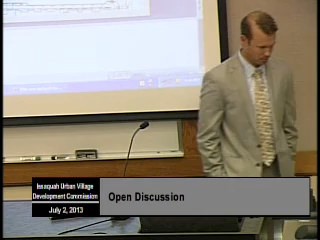 Issaquah Urban Village
Development Commission
July 2, 2013
Open Discussion